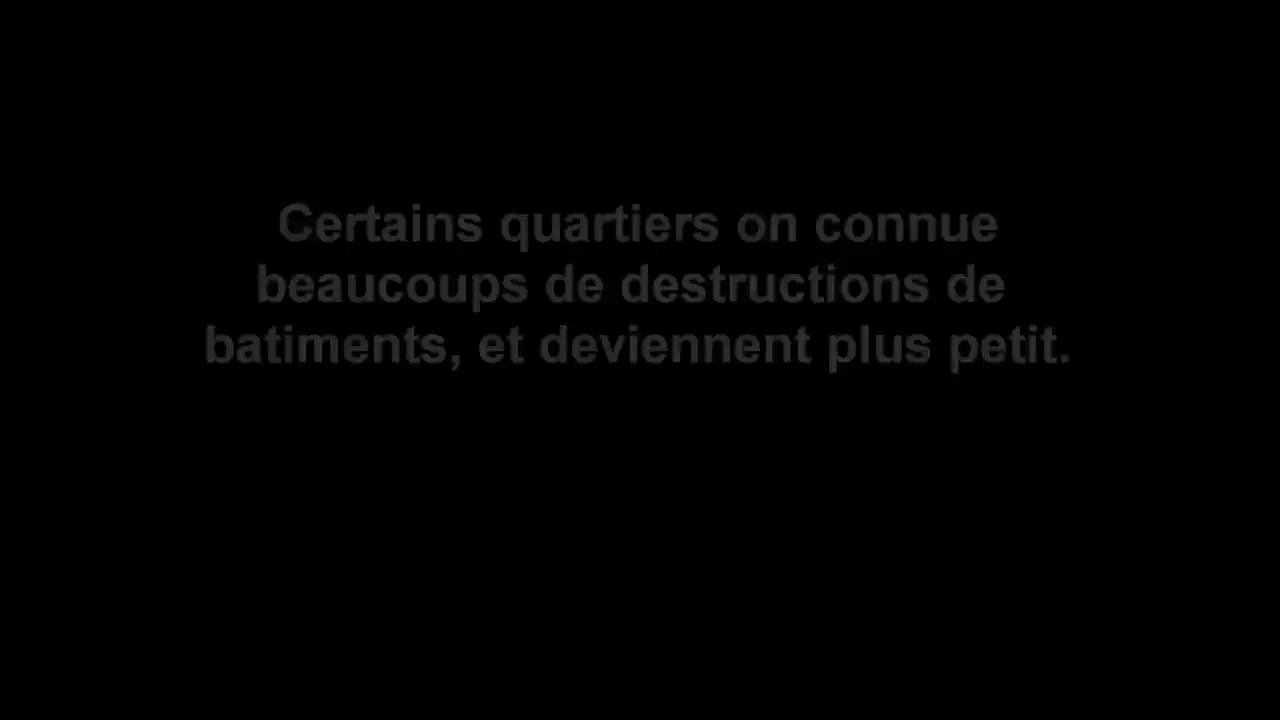 Certains quartiers on connue
beaucoups de destructions de
batiments, et deviennent plus petit.